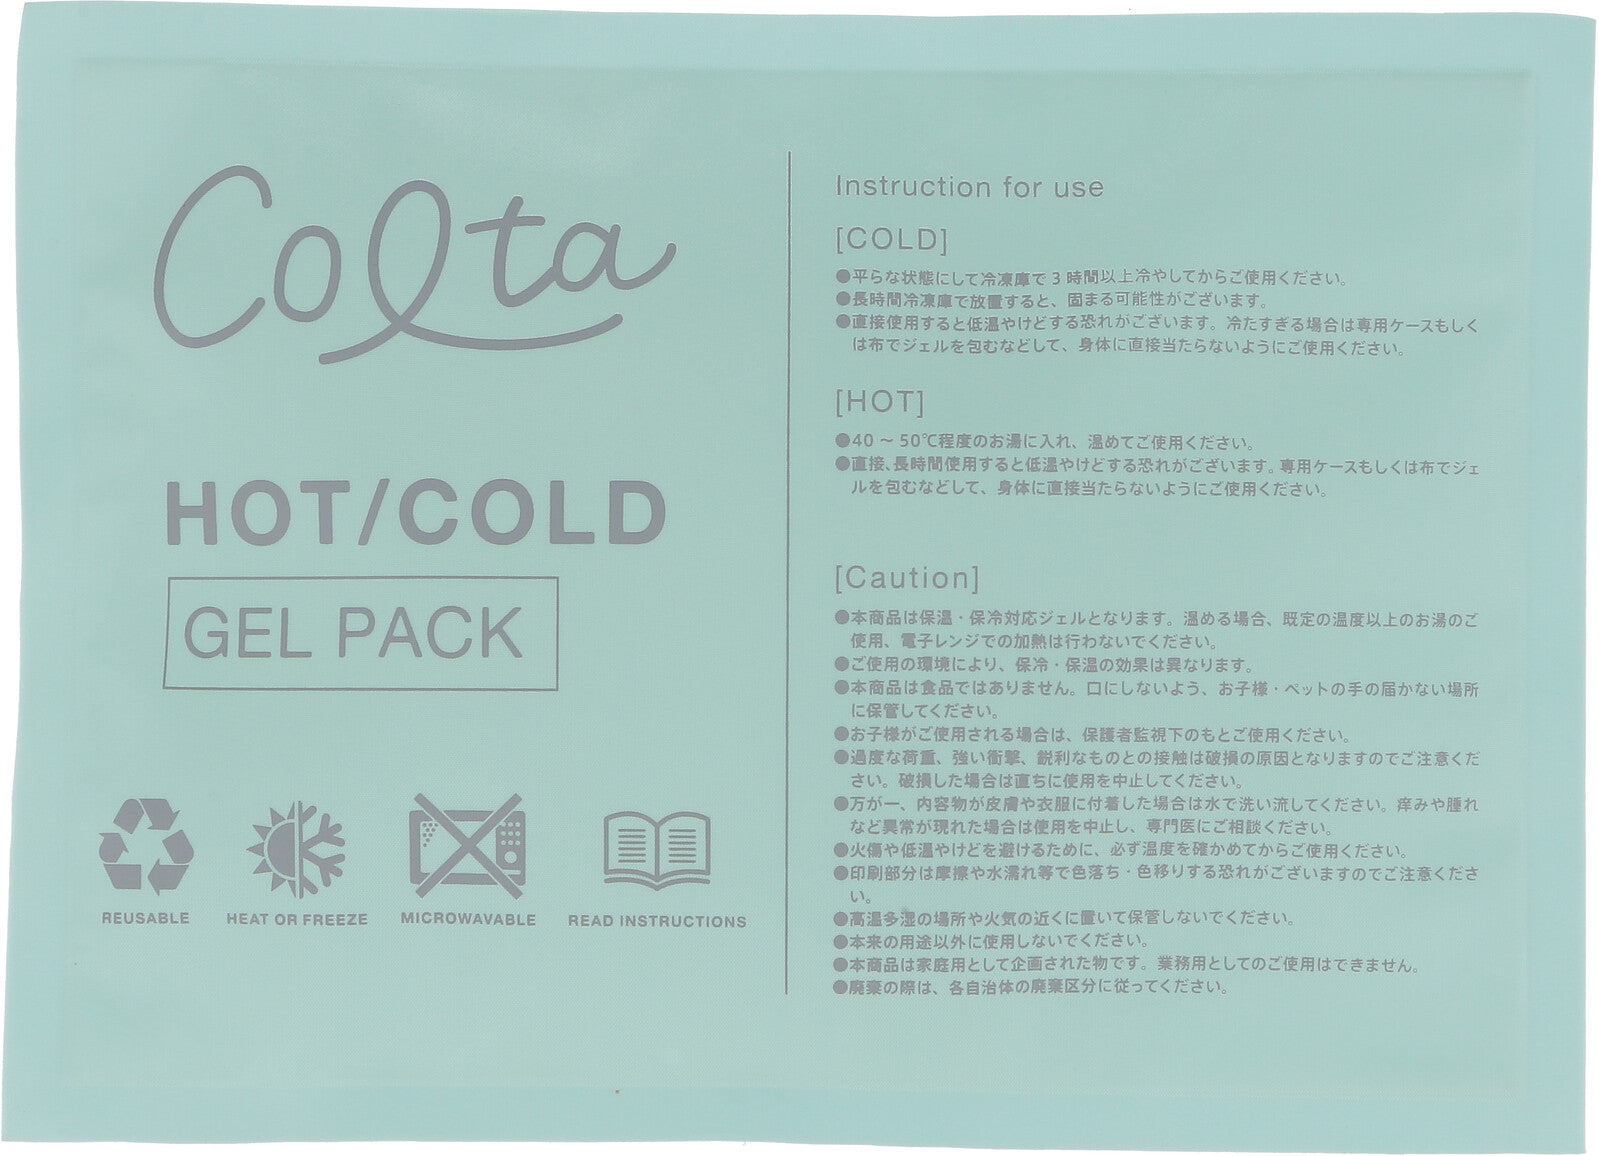 Colta
HOT/COLD
GEL PACK
REUSABLE
HEAT OR FREEZE
MICROWAVABLE
READ INSTRUCTIONS
Instruction for use
[COLD]
●平らな状態にして冷凍庫で3時間以上冷やしてからご使用ください。
●長時間冷凍庫で放置すると、固まる可能性がございます。
●直接使用すると低温やけどする恐れがございます。冷たすぎる場合は専用ケースもしく
は布でジェルを包むなどして、身体に直接当たらないようにご使用ください。
[HOT]
●40～50℃程度のお湯に入れ、温めてご使用ください。
●直接、長時間使用すると低温やけどする恐れがございます。専用ケースもしくは布でジェ
ルを包むなどして、身体に直接当たらないようにご使用ください。
[Caution]
●本商品は保温・保冷対応ジェルとなります。温める場合、既定の温度以上のお湯のご
使用、電子レンジでの加熱は行わないでください。
●ご使用の環境により、保冷・保温の効果は異なります。
●本商品は食品ではありません。口にしないよう、お子様・ペットの手の届かない場所
に保管してください。
●お子様がご使用される場合は、保護者監視下のもとご使用ください。
●過度な荷重、強い衝撃、鋭利なものとの接触は破損の原因となりますのでご注意くだ
さい。破損した場合は直ちに使用を中止してください。
●万が一、内容物が皮膚や衣服に付着した場合は水で洗い流してください。痒みや腫れ
など異常が現れた場合は使用を中止し、専門医にご相談ください。
●火傷や低温やけどを避けるために、必ず温度を確かめてからご使用ください。
●印刷部分は摩擦や水濡れ等で色落ち・色移りする恐れがございますのでご注意くださ
い。
●高温多湿の場所や火気の近くに置いて保管しないでください。
●本来の用途以外に使用しないでください。
●本商品は家庭用として企画された物です。業務用としてのご使用はできません。
●廃棄の際は、各自治体の廃棄区分に従ってください。